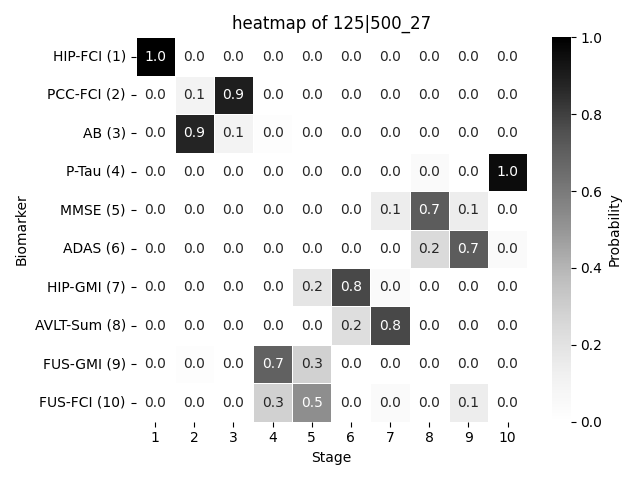 heatmap of 125|500_27
HIP-FCI (1) 1.0 0.0 0.0 0.0 0.0 0.0 0.0 0.0 0.0 0.0
PCC-FCI (2) 0.0 0.1 0.9 0.0 0.0 0.0 0.0 0.0 0.0 0.0
AB (3) 0.0 0.9 0.1 0.0 0.0 0.0 0.0 0.0 0.0 0.0
P-Tau (4) 0.0 0.0 0.0 0.0 0.0 0.0 0.0 0.0 0.0 1.0
MMSE (5) 0.0 0.0 0.0 0.0 0.0 0.0 0.1 0.7 0.1 0.0
ADAS (6) 0.0 0.0 0.0 0.0 0.0 0.0 0.0 0.2 0.7 0.0
HIP-GMI (7) 0.0 0.0 0.0 0.0 0.2 0.8 0.0 0.0 0.0 0.0
AVLT-Sum (8) 0.0 0.0 0.0 0.0 0.0 0.2 0.8 0.0 0.0 0.0
FUS-GMI (9) 0.0 0.0 0.0 0.7 0.3 0.0 0.0 0.0 0.0 0.0
FUS-FCI (10) 0.0 0.0 0.0 0.3 0.5 0.0 0.0 0.0 0.1 0.0
1 2 3 4 5 6 7 8 9 10
Stage
Biomarker
1.0
0.8
0.6
0.4
0.2
0.0
Probability